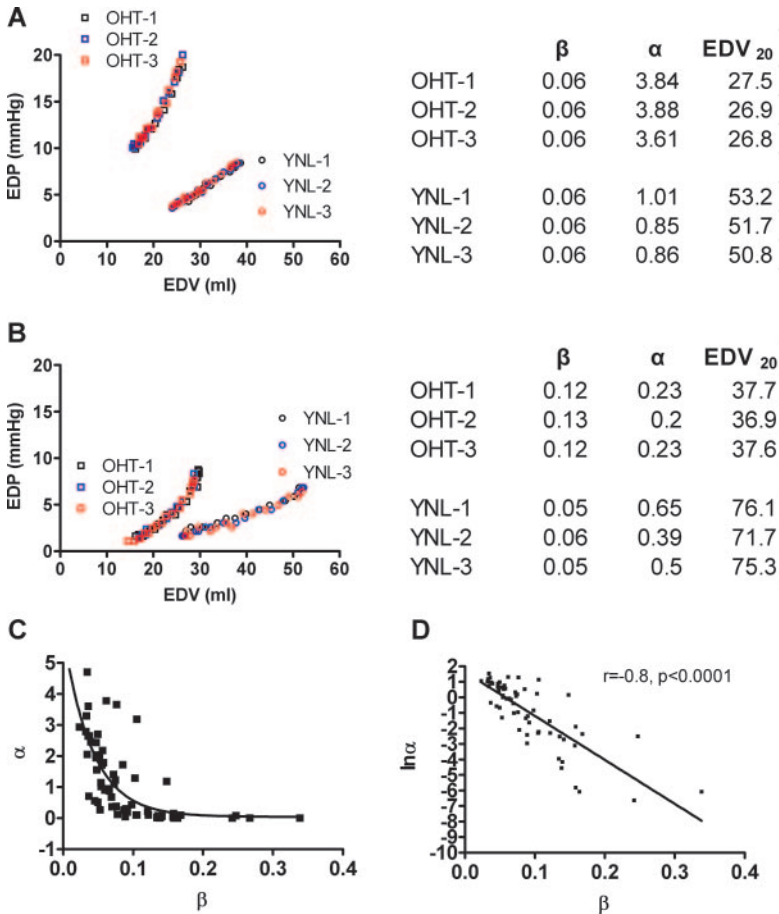 A
OHT-1
OHT-2
OHT-3
20
15
10
5
0
EDP (mmHg)
YNL-1
YNL-2
YNL-3
0 10 20 30 40 50 60
EDV (ml)
β α EDV 20
OHT-1 0.06 3.84 27.5
OHT-2 0.06 3.88 26.9
OHT-3 0.06 3.61 26.8
YNL-1 0.06 1.01 53.2
YNL-2 0.06 0.85 51.7
YNL-3 0.06 0.86 50.8
B
20
15
10
5
0
EDP (mmHg)
OHT-1
OHT-2
OHT-3
YNL-1
YNL-2
YNL-3
0 10 20 30 40 50 60
EDV (ml)
β α EDV 20
OHT-1 0.12 0.23 37.7
OHT-2 0.13 0.2 36.9
OHT-3 0.12 0.23 37.6
YNL-1 0.05 0.65 76.1
YNL-2 0.06 0.39 71.7
YNL-3 0.05 0.5 75.3
C
5
4
3
2
1
0
-1
α
0.0 0.1 0.2 0.3 0.4
β
D
r=-0.8, p<0.0001
2
1
0
-1
-2
-3
-4
-5
-6
-7
-8
-9
-10
lnα
0.0 0.1 0.2 0.3 0.4
β